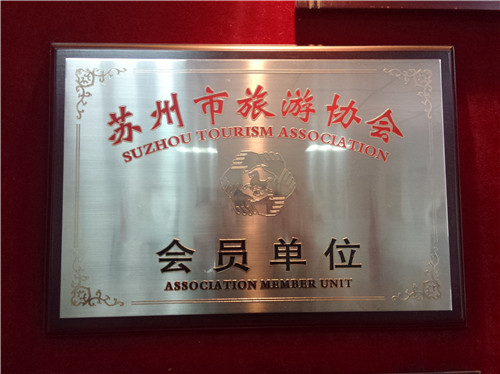 苏州市旅游协会
SUZHOU TOURISM ASSOCIATION
会员单位
ASSOCIATION MEMBER UNIT